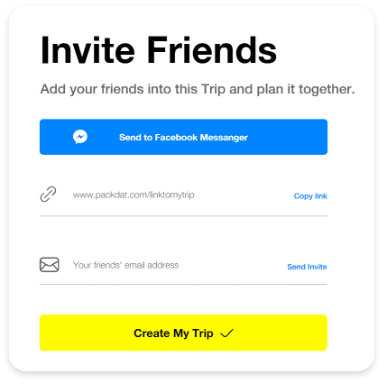 Invite Friends
Add your friends into this Trip and plan it together.
Send to Facebook Messanger
www.packdat.com/linktomytrip Copy link
Your friends' email address Send Invite
Create My Trip